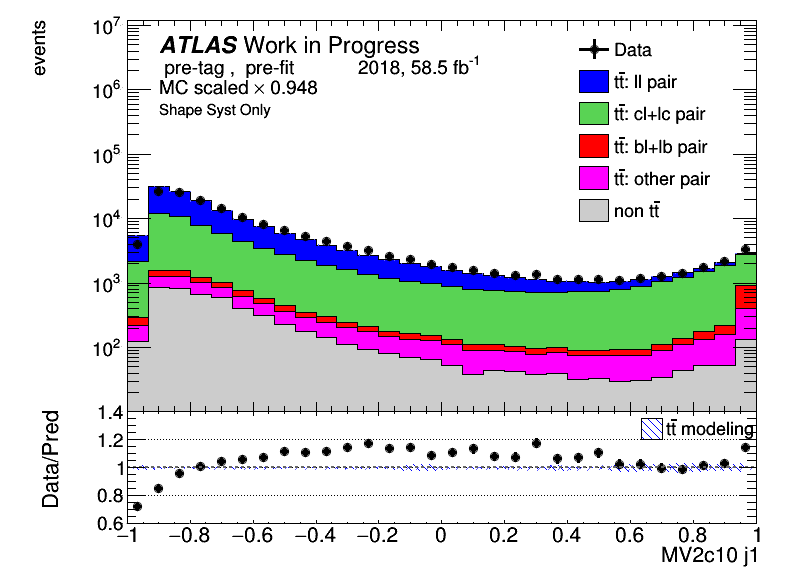 events
10⁷
10⁶
10⁵
10⁴
10³
10²
ATLAS Work in Progress
pre-tag , pre-fit 2018, 58.5 fb⁻¹
MC scaled × 0.948
Shape Syst Only
Data
tt̄: ll pair
tt̄: cl+lc pair
tt̄: bl+lb pair
tt̄: other pair
non tt̄
Data/Pred
1.4
1.2
1
0.8
0.6
tt̄ modeling
−1 −0.8 −0.6 −0.4 −0.2 0 0.2 0.4 0.6 0.8 1
MV2c10 j1